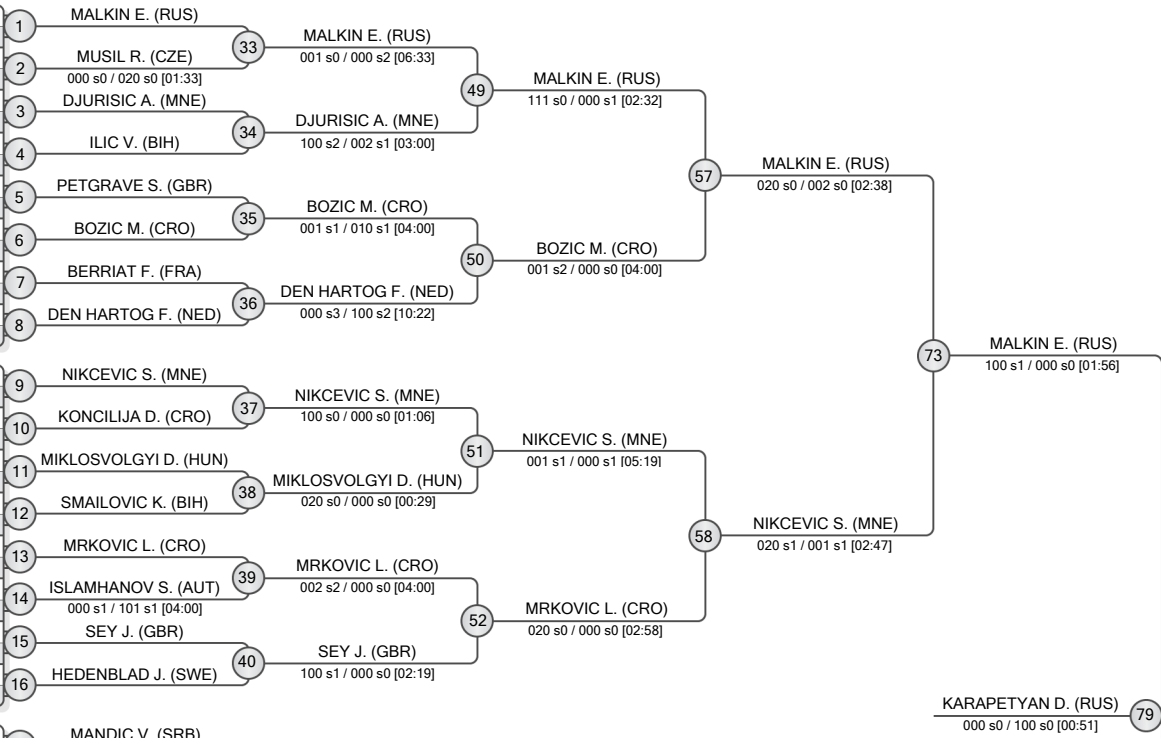 1
MALKIN E. (RUS)
2
MUSIL R. (CZE)
000 s0 / 020 s0 [01:33]
3
DJURISIC A. (MNE)
4
ILIC V. (BIH)
5
PETGRAVE S. (GBR)
6
BOZIC M. (CRO)
7
BERRIAT F. (FRA)
8
DEN HARTOG F. (NED)
9
NIKCEVIC S. (MNE)
10
KONCILIJA D. (CRO)
11
MIKLOSVOLGYI D. (HUN)
12
SMAILOVIC K. (BIH)
13
MRKOVIC L. (CRO)
14
ISLAMHANOV S. (AUT)
000 s1 / 101 s1 [04:00]
15
SEY J. (GBR)
16
HEDENBLAD J. (SWE)
MANDIC V. (SRB)
33
MALKIN E. (RUS)
001 s0 / 000 s2 [06:33]
34
DJURISIC A. (MNE)
100 s2 / 002 s1 [03:00]
35
BOZIC M. (CRO)
001 s1 / 010 s1 [04:00]
36
DEN HARTOG F. (NED)
000 s3 / 100 s2 [10:22]
37
NIKCEVIC S. (MNE)
100 s0 / 000 s0 [01:06]
38
MIKLOSVOLGYI D. (HUN)
020 s0 / 000 s0 [00:29]
39
MRKOVIC L. (CRO)
002 s2 / 000 s0 [04:00]
40
SEY J. (GBR)
100 s1 / 000 s0 [02:19]
49
MALKIN E. (RUS)
111 s0 / 000 s1 [02:32]
50
BOZIC M. (CRO)
001 s2 / 000 s0 [04:00]
51
NIKCEVIC S. (MNE)
001 s1 / 000 s1 [05:19]
52
MRKOVIC L. (CRO)
020 s0 / 000 s0 [02:58]
57
MALKIN E. (RUS)
020 s0 / 002 s0 [02:38]
58
NIKCEVIC S. (MNE)
020 s1 / 001 s1 [02:47]
73
MALKIN E. (RUS)
100 s1 / 000 s0 [01:56]
KARAPETYAN D. (RUS)
79
000 s0 / 100 s0 [00:51]